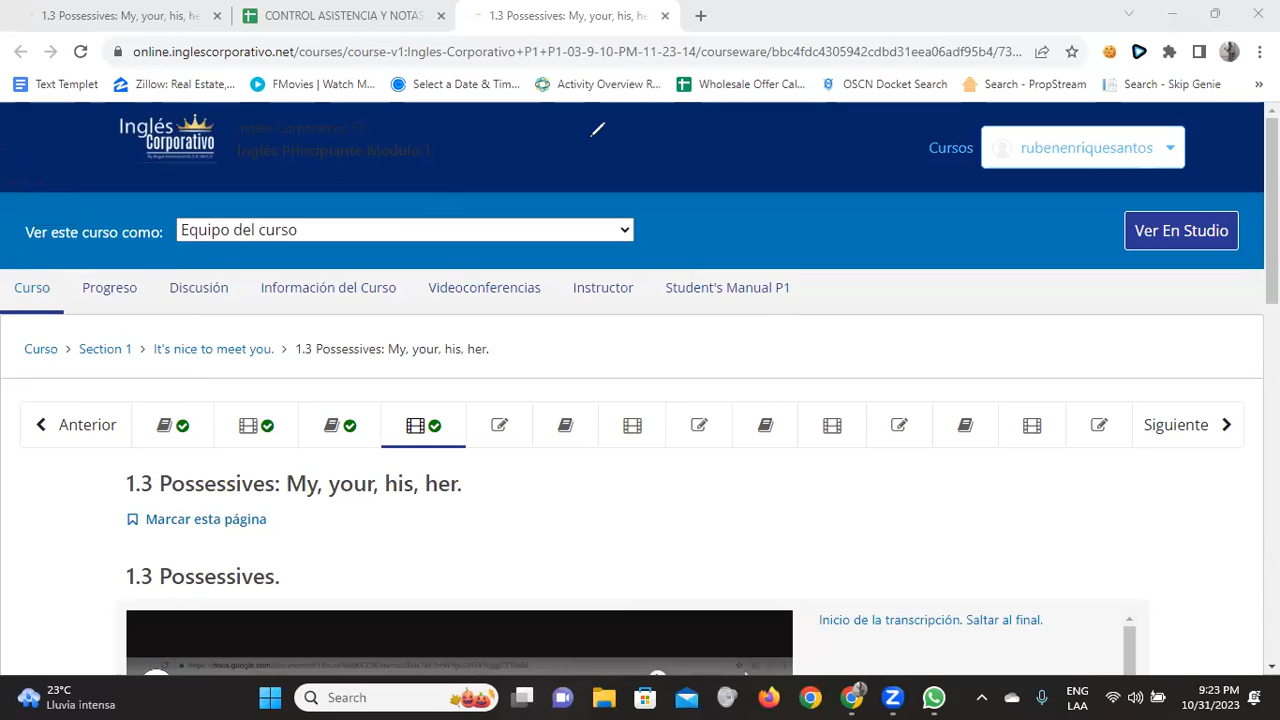 1.3 Possessives: My, your, his, he
CONTROL ASISTENCIA Y NOTAS
1.3 Possessives: My, your, his, he
online.inglescorporativo.net/courses/course-v1:Ingles-Corporativo+P1+P1-03-9-10-PM-11-23-14/courseware/bbc4fdc4305942cdbd31eea06adf95b4/73...
Text Templet
Zillow: Real Estate,...
FMovies | Watch M...
Select a Date & Tim...
Activity Overview R...
Wholesale Offer Cal...
OSCN Docket Search
Search — PropStream
Search - Skip Genie
Inglés
Corporativo
Ingles-Corporativo P1
Inglés Principiante Módulo 1
Cursos
rubenenriquesantos
Ver este curso como:
Equipo del curso
Ver En Studio
Curso
Progreso
Discusión
Información del Curso
Videoconferencias
Instructor
Student's Manual P1
Curso > Section 1 > It's nice to meet you. > 1.3 Possessives: My, your, his, her.
Anterior
Siguiente
1.3 Possessives: My, your, his, her.
Marcar esta página
1.3 Possessives.
Inicio de la transcripción. Saltar al final.
23°C
Lluvia intensa
Search
ENG
LAA
9:23 PM
10/31/2023